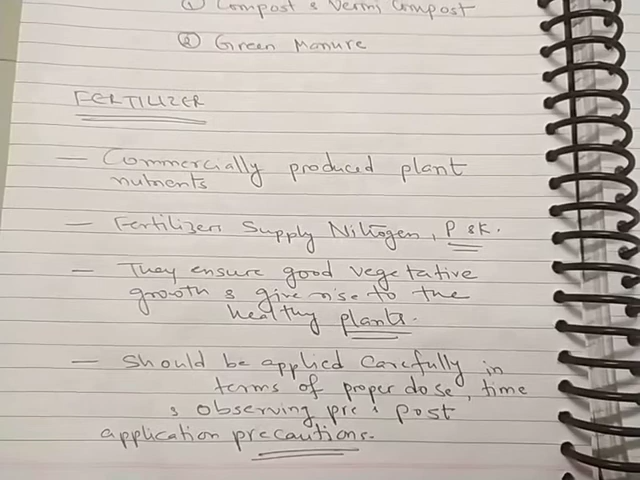 ① Compost & Vermi Compost
② Green Manure
FERTILIZER
— Commercially produced plant
nutrients
— Fertilizers Supply Nitrogen, P & K.
— They ensure good vegetative
growth & give rise to the
healthy plants.
— Should be applied Carefully in
terms of proper dose, time
& observing pre & post
application precautions.